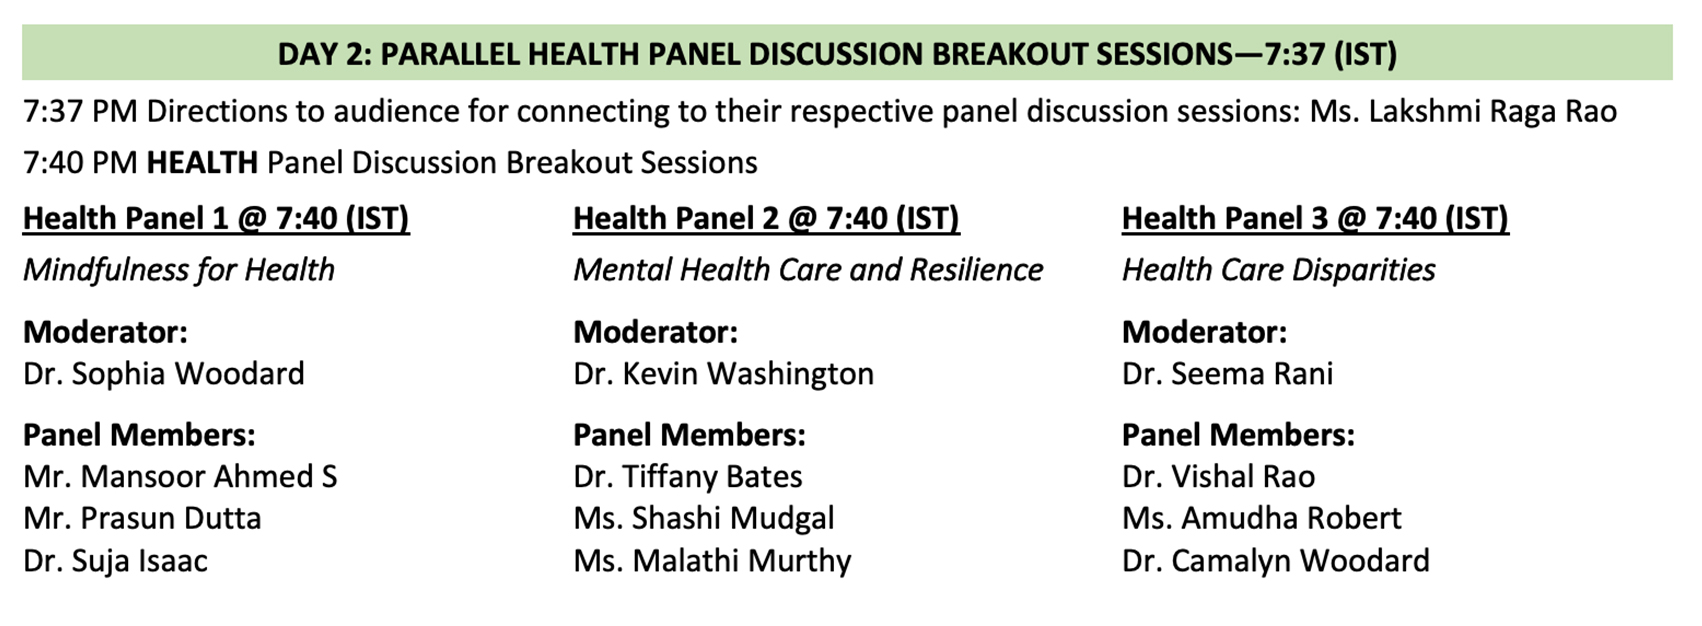 DAY 2: PARALLEL HEALTH PANEL DISCUSSION BREAKOUT SESSIONS—7:37 (IST)
7:37 PM Directions to audience for connecting to their respective panel discussion sessions: Ms. Lakshmi Raga Rao
7:40 PM HEALTH Panel Discussion Breakout Sessions
Health Panel 1 @ 7:40 (IST)
Mindfulness for Health
Moderator:
Dr. Sophia Woodard
Panel Members:
Mr. Mansoor Ahmed S
Mr. Prasun Dutta
Dr. Suja Isaac
Health Panel 2 @ 7:40 (IST)
Mental Health Care and Resilience
Moderator:
Dr. Kevin Washington
Panel Members:
Dr. Tiffany Bates
Ms. Shashi Mudgal
Ms. Malathi Murthy
Health Panel 3 @ 7:40 (IST)
Health Care Disparities
Moderator:
Dr. Seema Rani
Panel Members:
Dr. Vishal Rao
Ms. Amudha Robert
Dr. Camalyn Woodard